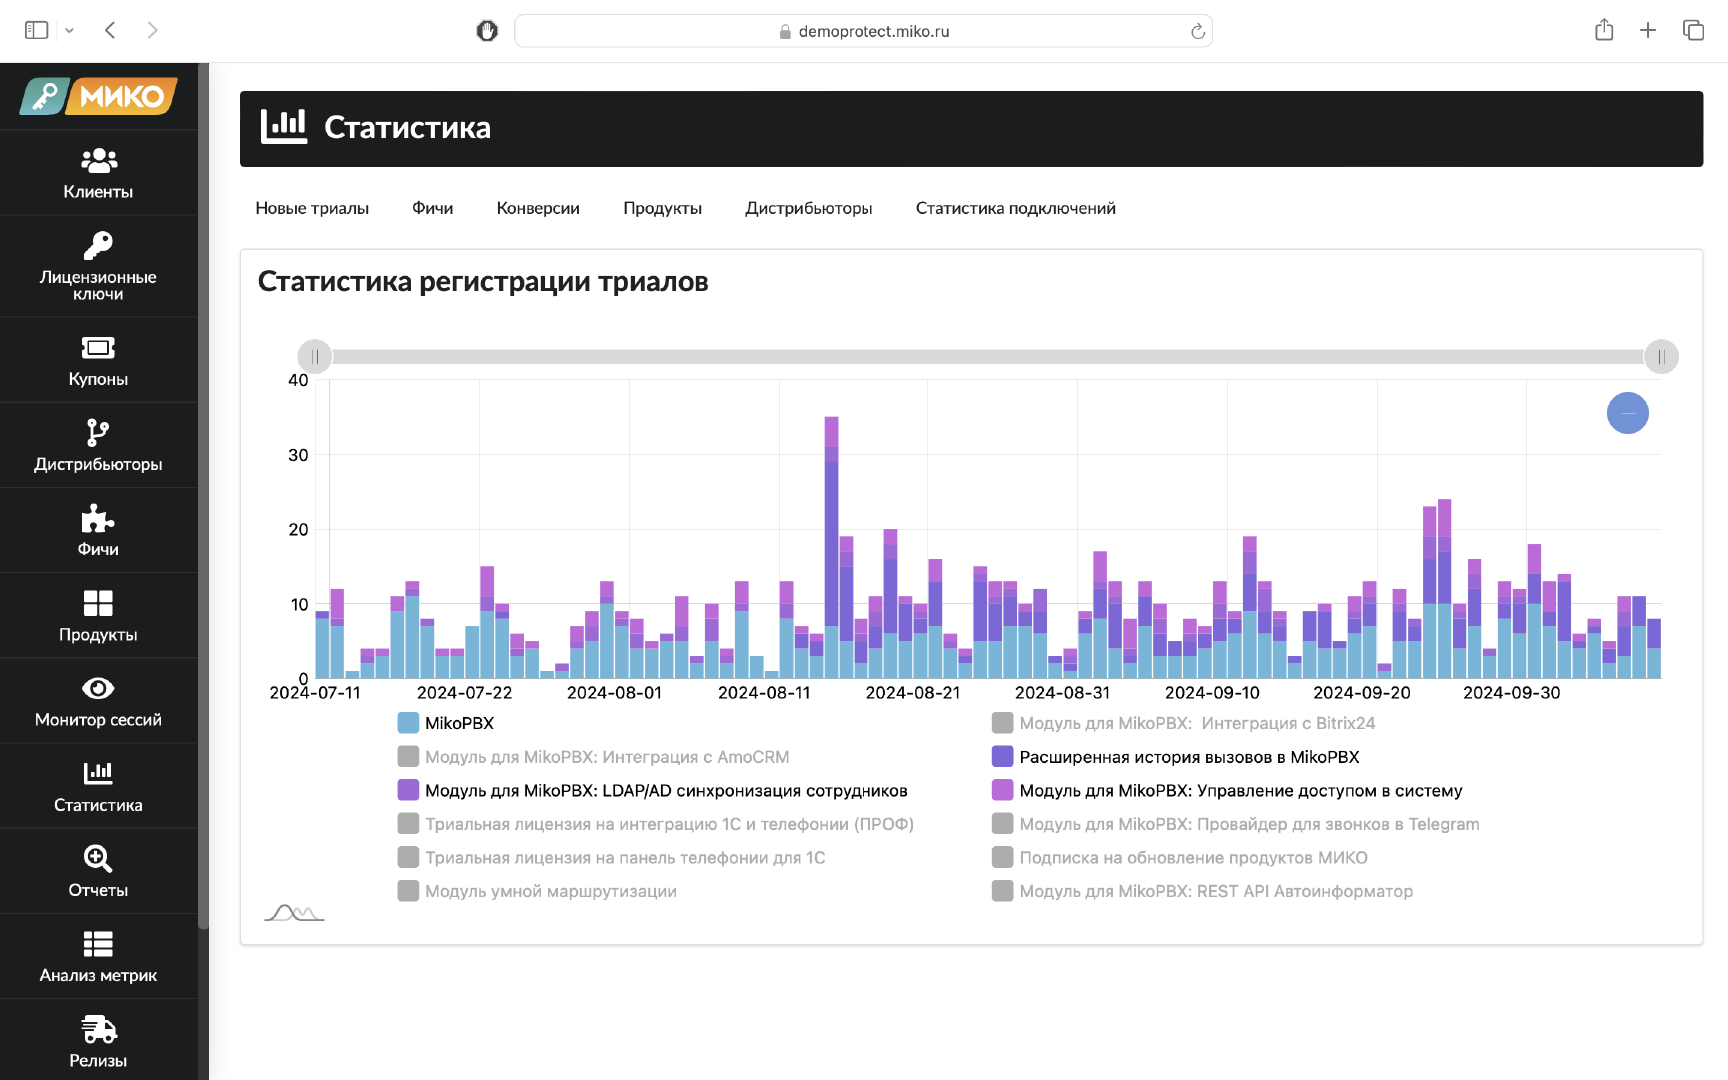 demoprotect.miko.ru
МИКО
Клиенты
Лицензионные
ключи
Купоны
Дистрибьюторы
Фичи
Продукты
Монитор сессий
Статистика
Отчеты
Анализ метрик
Релизы
Статистика
Новые триалы
Фичи
Конверсии
Продукты
Дистрибьюторы
Статистика подключений
Статистика регистрации триалов
40
30
20
10
0
2024-07-11
2024-07-22
2024-08-01
2024-08-11
2024-08-21
2024-08-31
2024-09-10
2024-09-20
2024-09-30
MikoPBX
Модуль для MikoPBX: Интеграция с Bitrix24
Модуль для MikoPBX: Интеграция с AmoCRM
Расширенная история вызовов в MikoPBX
Модуль для MikoPBX: LDAP/AD синхронизация сотрудников
Модуль для MikoPBX: Управление доступом в систему
Триальная лицензия на интеграцию 1С и телефонии (ПРОФ)
Модуль для MikoPBX: Провайдер для звонков в Telegram
Триальная лицензия на панель телефонии для 1С
Подписка на обновление продуктов МИКО
Модуль умной маршрутизации
Модуль для MikoPBX: REST API Автоинформатор